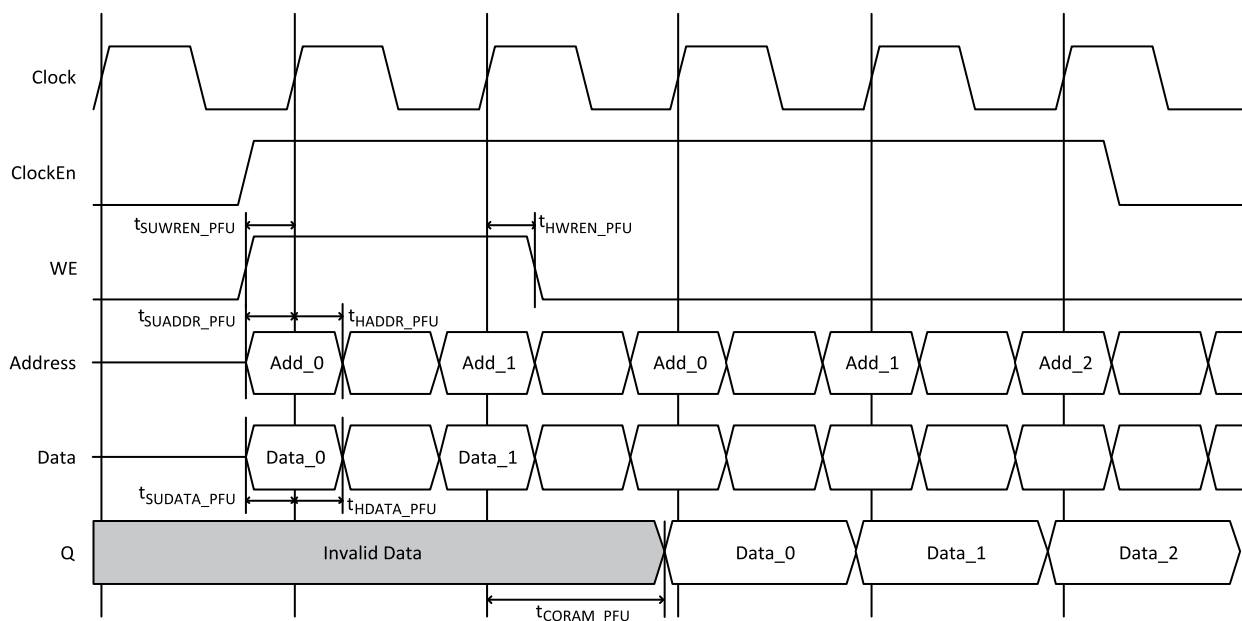 Clock
ClockEn
tSUWREN_PFU
tHWREN_PFU
WE
tSUADDR_PFU
tHADDR_PFU
Address Add_0 Add_1 Add_0 Add_1 Add_2
Data Data_0 Data_1
tSUDATA_PFU
tHDATA_PFU
Q Invalid Data Data_0 Data_1 Data_2
tCORAM_PFU